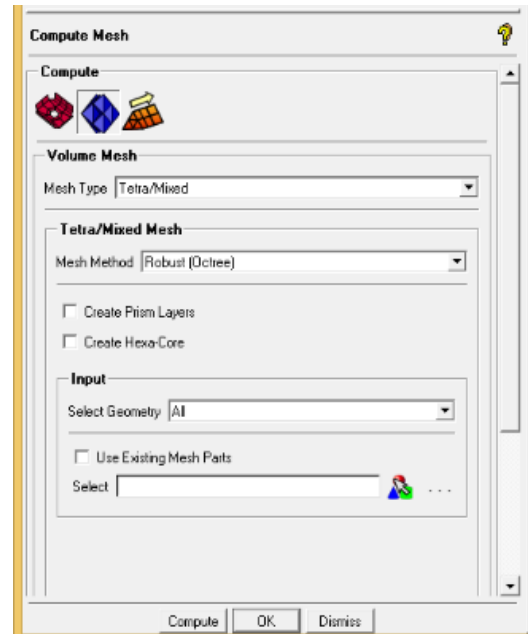 Compute Mesh
Compute
Volume Mesh
Mesh Type Tetra/Mixed
Tetra/Mixed Mesh
Mesh Method Robust (Octree)
Create Prism Layers
Create Hexa-Core
Input
Select Geometry All
Use Existing Mesh Parts
Select ...
Compute OK Dismiss